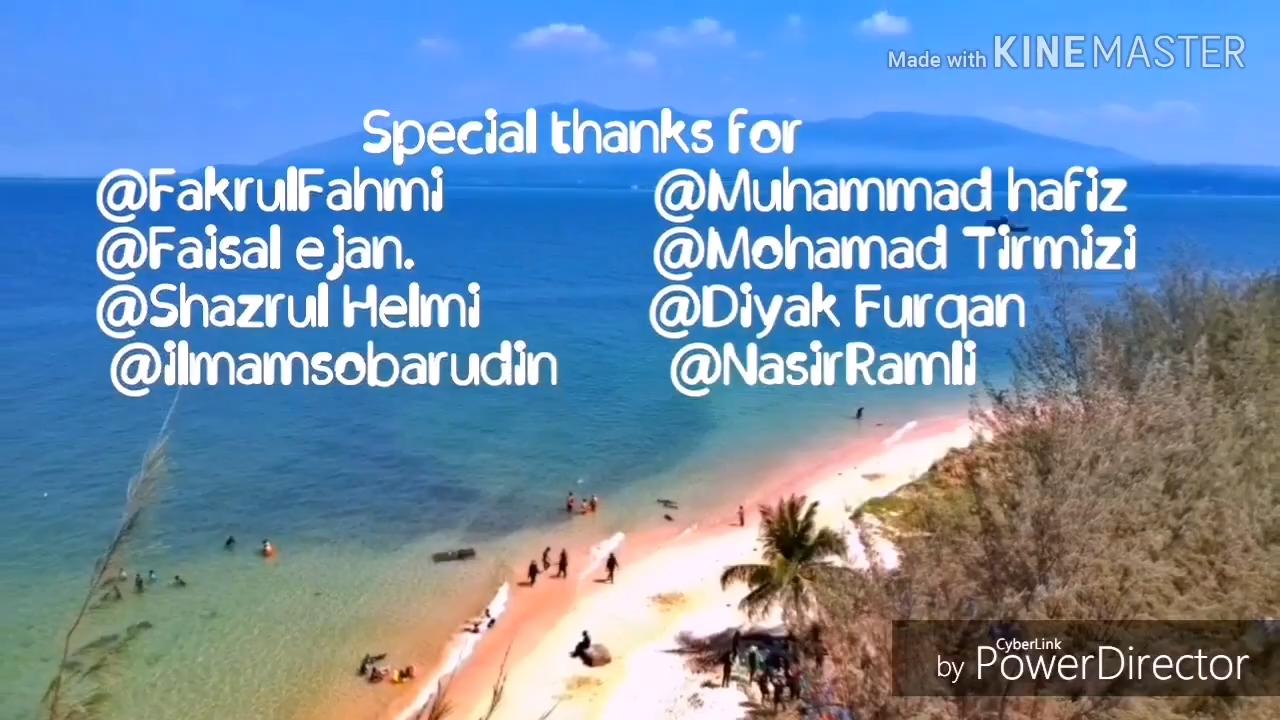 Made with KINEMASTER
Special thanks for
@FakrulFahmi
@Muhammad hafiz
@Faisal ejan.
@Mohamad Tirmizi
@Shazrul Helmi
@Diyak Furqan
@ilmamsobarudin
@NasirRamli
CyberLink
by PowerDirector